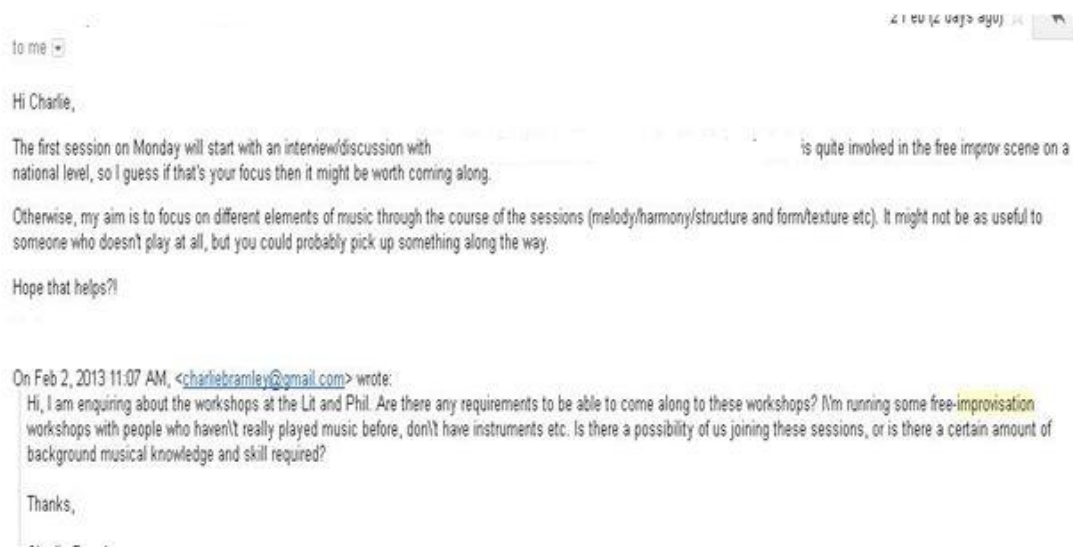 2 Feb (2 days ago)
to me
Hi Charlie,
The first session on Monday will start with an interview/discussion with is quite involved in the free improv scene on a
national level, so I guess if that's your focus then it might be worth coming along.
Otherwise, my aim is to focus on different elements of music through the course of the sessions (melody/harmony/structure and form/texture etc). It might not be as useful to
someone who doesn't play at all, but you could probably pick up something along the way.
Hope that helps?!
On Feb 2, 2013 11:07 AM, <charliebramley@gmail.com> wrote:
Hi, I am enquiring about the workshops at the Lit and Phil. Are there any requirements to be able to come along to these workshops? I\'m running some free-improvisation
workshops with people who haven\'t really played music before, don\'t have instruments etc. Is there a possibility of us joining these sessions, or is there a certain amount of
background musical knowledge and skill required?
Thanks,